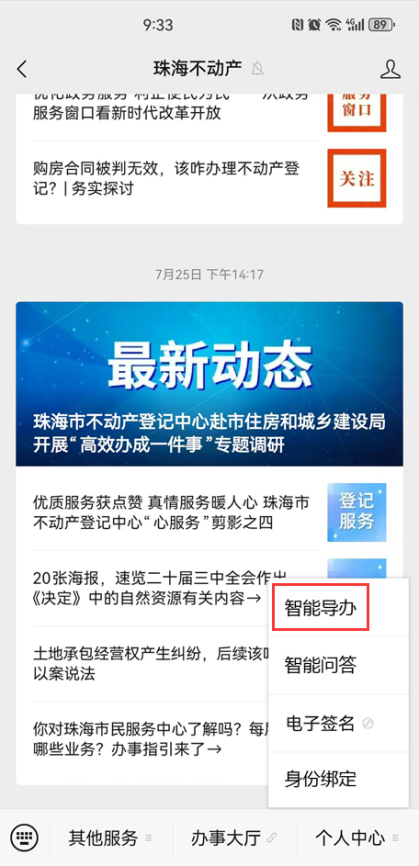 9:33
4G
89
珠海不动产
服务窗口看新时代改革开放
服务
窗口
购房合同被判无效，该咋办理不动产登
记？| 务实探讨
关注
7月25日 下午14:17
最新动态
珠海市不动产登记中心赴市住房和城乡建设局
开展“高效办成一件事”专题调研
优质服务获点赞 真情服务暖人心 珠海市
不动产登记中心“心服务”剪影之四
登记
服务
20张海报，速览二十届三中全会作出
《决定》中的自然资源有关内容→
土地承包经营权产生纠纷，后续该
以案说法
你对珠海市民服务中心了解吗？每
哪些业务？办事指引来了→
智能导办
智能问答
电子签名
身份绑定
其他服务
办事大厅
个人中心